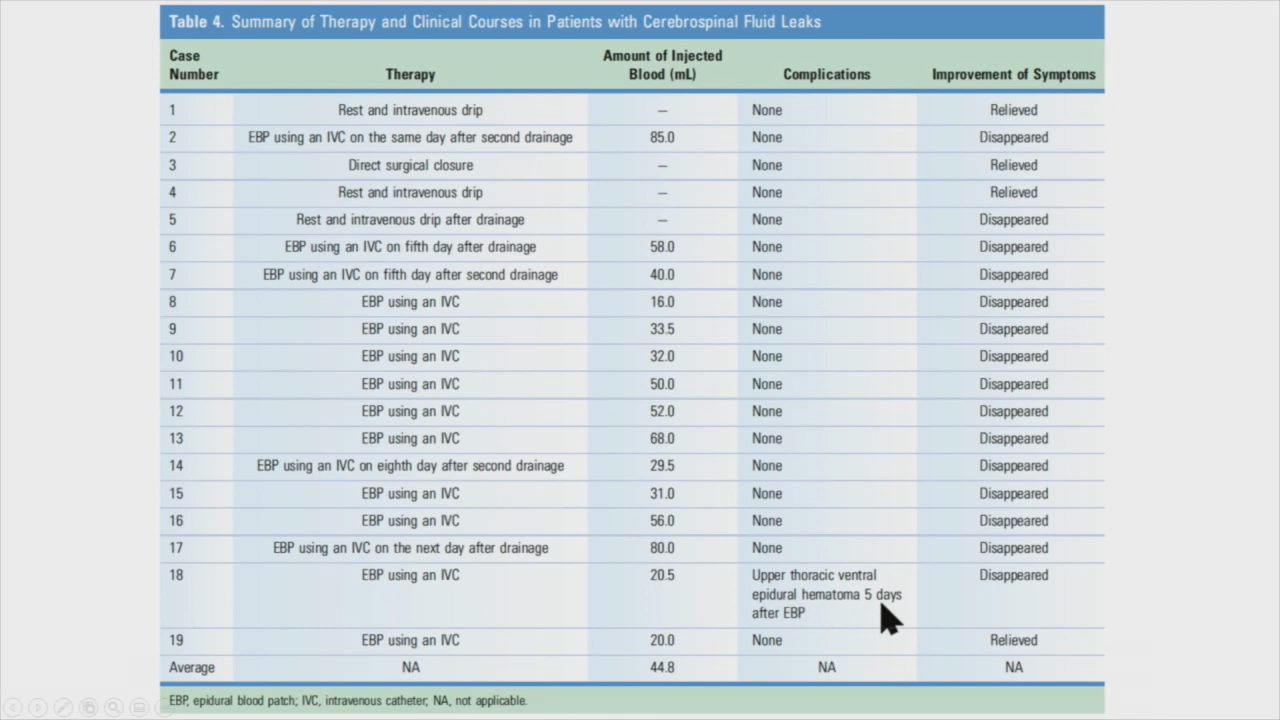 Table 4. Summary of Therapy and Clinical Courses in Patients with Cerebrospinal Fluid Leaks
Case Number Therapy Amount of Injected Blood (mL) Complications Improvement of Symptoms
1 Rest and intravenous drip – None Relieved
2 EBP using an IVC on the same day after second drainage 85.0 None Disappeared
3 Direct surgical closure – None Relieved
4 Rest and intravenous drip – None Relieved
5 Rest and intravenous drip after drainage – None Disappeared
6 EBP using an IVC on fifth day after drainage 58.0 None Disappeared
7 EBP using an IVC on fifth day after second drainage 40.0 None Disappeared
8 EBP using an IVC 16.0 None Disappeared
9 EBP using an IVC 33.5 None Disappeared
10 EBP using an IVC 32.0 None Disappeared
11 EBP using an IVC 50.0 None Disappeared
12 EBP using an IVC 52.0 None Disappeared
13 EBP using an IVC 68.0 None Disappeared
14 EBP using an IVC on eighth day after second drainage 29.5 None Disappeared
15 EBP using an IVC 31.0 None Disappeared
16 EBP using an IVC 56.0 None Disappeared
17 EBP using an IVC on the next day after drainage 80.0 None Disappeared
18 EBP using an IVC 20.5 Upper thoracic ventral Disappeared
epidural hematoma 5 days
after EBP
19 EBP using an IVC 20.0 None Relieved
Average NA 44.8 NA NA
EBP, epidural blood patch; IVC, intravenous catheter; NA, not applicable.